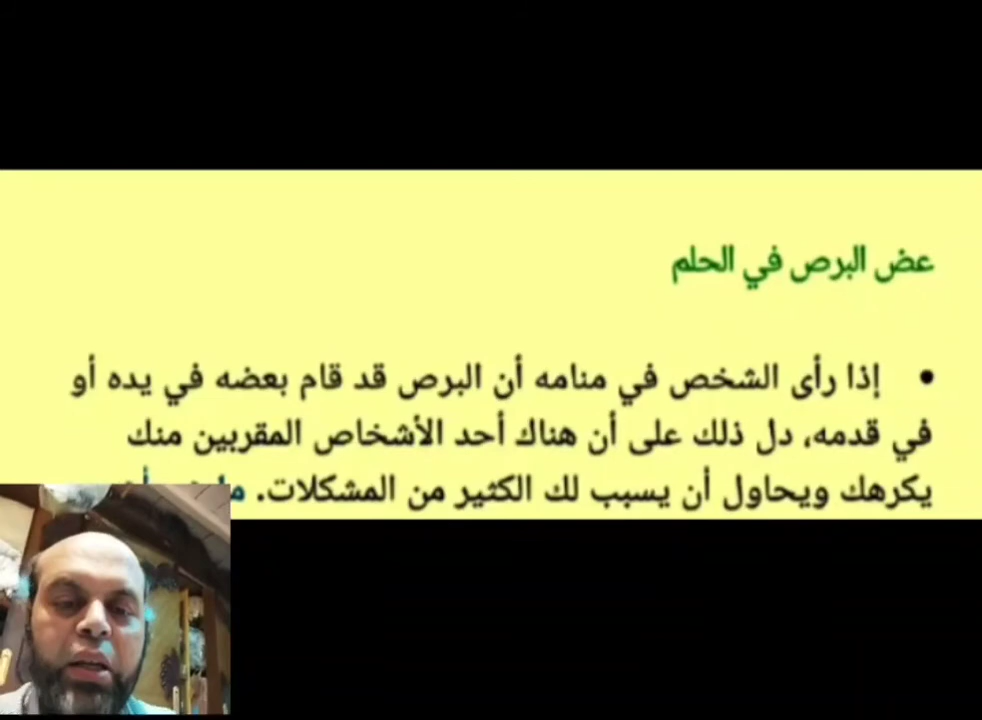 عض البرص في الحلم
• إذا رأى الشخص في منامه أن البرص قد قام بعضه في يده أو
في قدمه، دل ذلك على أن هناك أحد الأشخاص المقربين منك
يكرهك ويحاول أن يسبب لك الكثير من المشكلات.